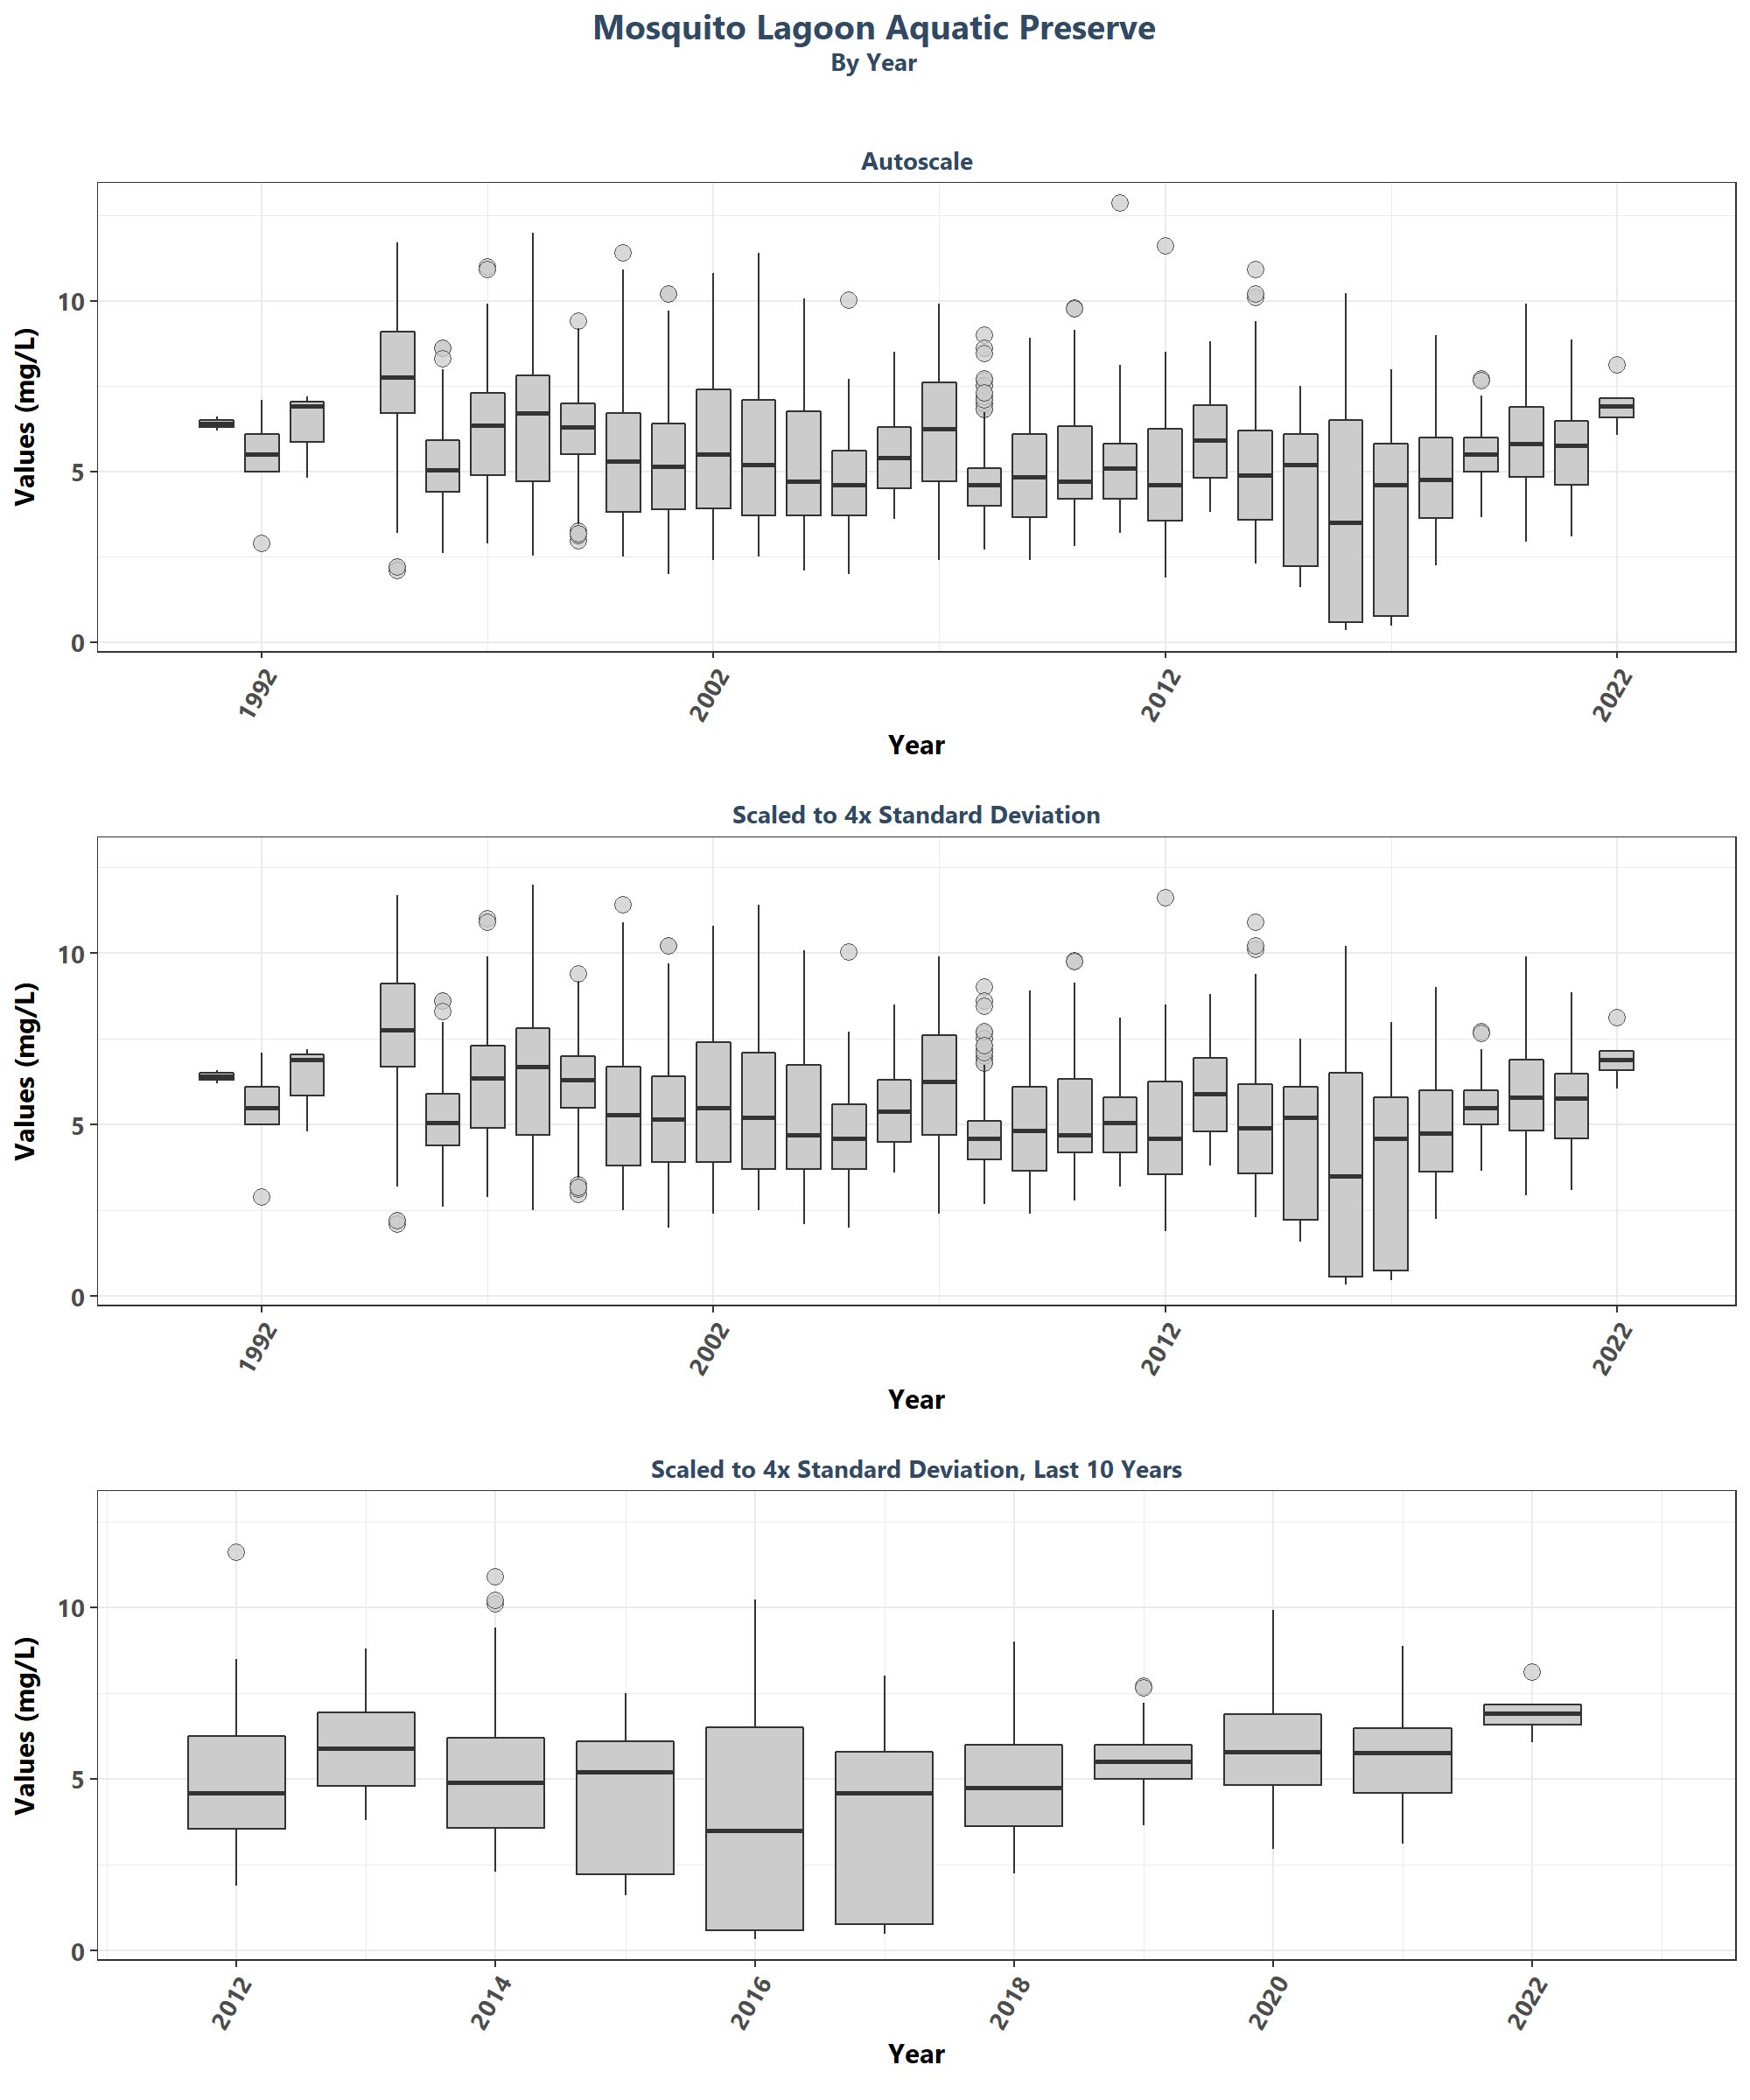 Mosquito Lagoon Aquatic Preserve
By Year
Autoscale
Values (mg/L)
10
5
0
1992
2002
2012
2022
Year
Scaled to 4x Standard Deviation
Values (mg/L)
10
5
0
1992
2002
2012
2022
Year
Scaled to 4x Standard Deviation, Last 10 Years
Values (mg/L)
10
5
0
2012
2014
2016
2018
2020
2022
Year